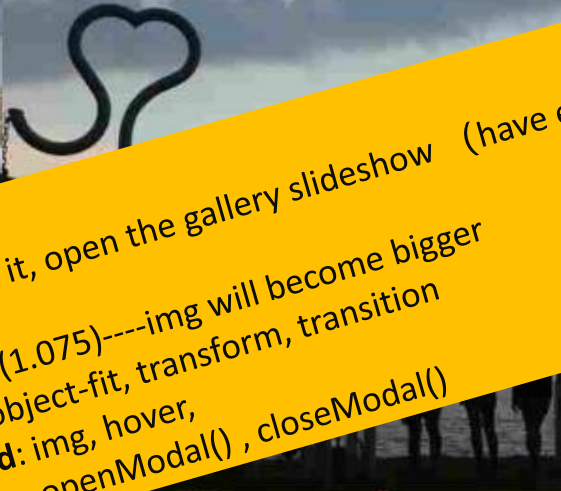 it, open the gallery slideshow (have
(1.075)----img will become bigger
object-fit, transform, transition
d: img, hover,
openModal() , closeModal()